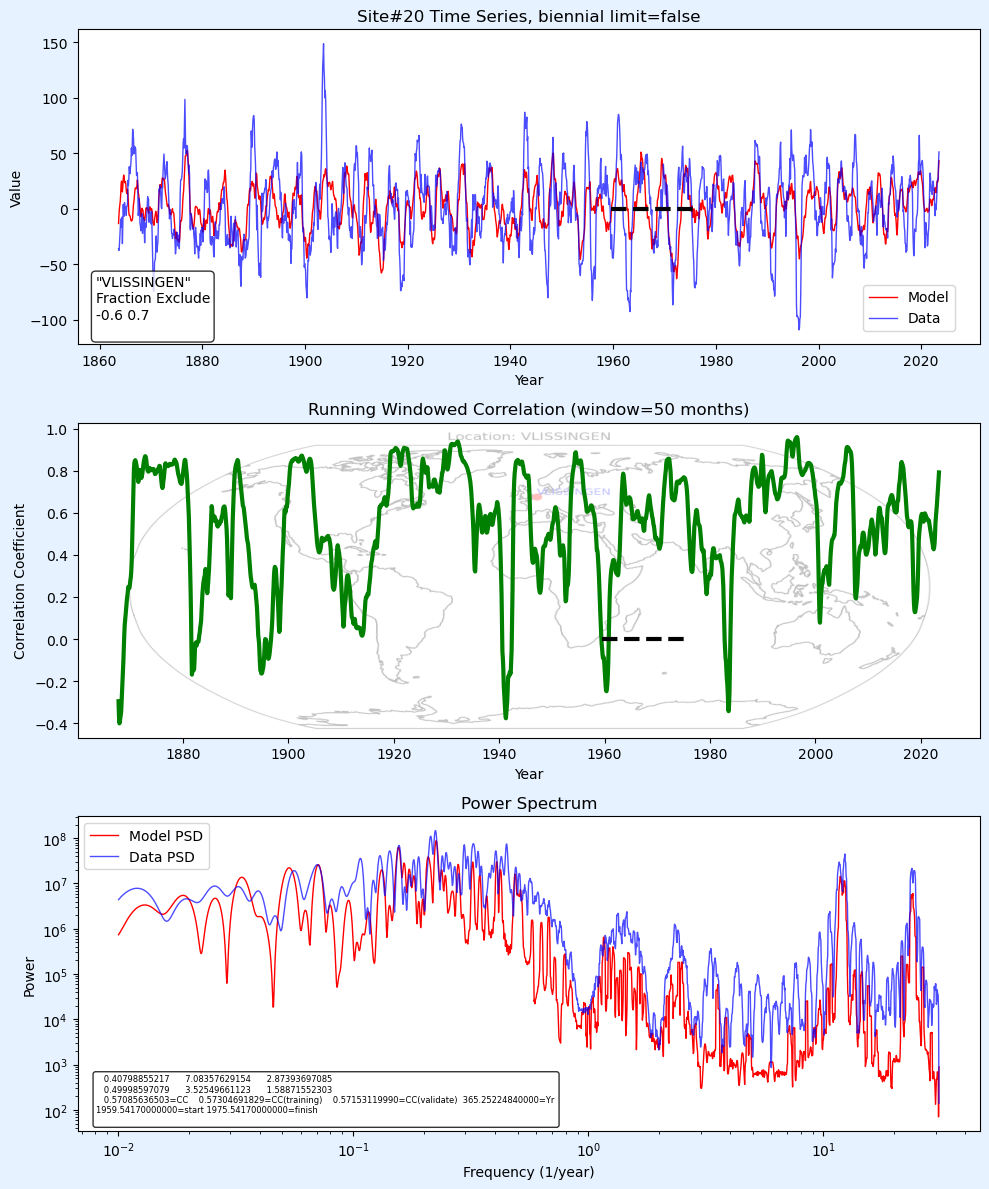 Site#20 Time Series, biennial limit=false
150
100
50
0
−50
−100
Value
"VLISSINGEN"
Fraction Exclude
-0.6 0.7
Model
Data
1860 1880 1900 1920 1940 1960 1980 2000 2020
Year
Running Windowed Correlation (window=50 months)
Location: VLISSINGEN
VLISSINGEN
1.0
0.8
0.6
0.4
0.2
0.0
−0.2
−0.4
Correlation Coefficient
1880 1900 1920 1940 1960 1980 2000 2020
Year
Power Spectrum
Model PSD
Data PSD
10^8
10^7
10^6
10^5
10^4
10^3
10^2
Power
0.40798855217 7.08357629154 2.87393697085
0.49998597079 3.52549661123 1.58871552303
0.57085636503=CC 0.57304691829=CC(training) 0.57153119990=CC(validate) 365.25224840000=Yr
1959.54170000000=start 1975.54170000000=finish
10^−2 10^−1 10^0 10^1
Frequency (1/year)